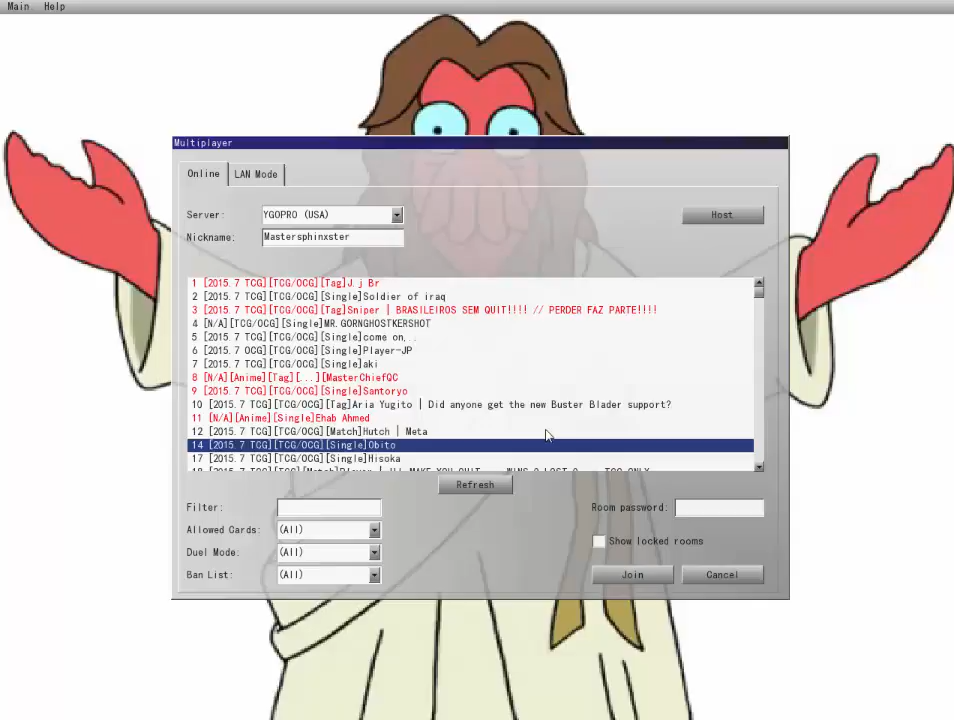 Main Help
Multiplayer
Online LAN Mode
Server: YGOPRO (USA) Host
Nickname: Mastersphinxster
1 [2015.7 TCG][TCG/OCG][Tag]J.j Br
2 [2015.7 TCG][TCG/OCG][Single]Soldier of iraq
3 [2015.7 TCG][TCG/OCG][Tag]Sniper | BRASILEIROS SEM QUIT!!!! // PERDER FAZ PARTE!!!!
4 [N/A][TCG/OCG][Single]MR.GORNGHOSTKERSHOT
5 [2015.7 TCG][TCG/OCG][Single]come on,..
6 [2015.7 OCG][TCG/OCG][Single]Player-JP
7 [2015.7 TCG][TCG/OCG][Single]aki
8 [N/A][Anime][Tag][...][MasterChiefQC
9 [2015.7 TCG][TCG/OCG][Single]Santoryo
10 [2015.7 TCG][TCG/OCG][Tag]Aria Yugito | Did anyone get the new Buster Blader support?
11 [N/A][Anime][Single]Ehab Ahmed
12 [2015.7 TCG][TCG/OCG][Match]Hutch | Meta
14 [2015.7 TCG][TCG/OCG][Single]Obito
17 [2015.7 TCG][TCG/OCG][Single]Hisoka
Refresh
Filter: Room password:
Allowed Cards: (All) Show locked rooms
Duel Mode: (All)
Ban List: (All) Join Cancel